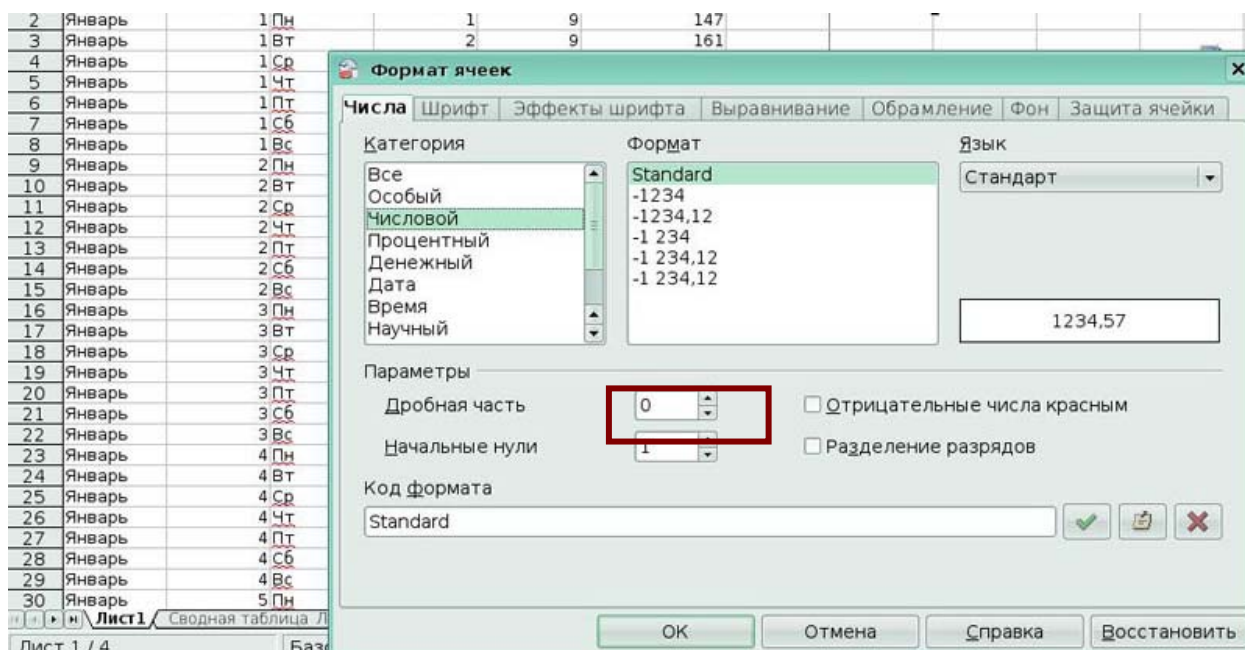 2 Январь 1 Пн 1 9 147
3 Январь 1 Вт 2 9 161
4 Январь 1 Ср
5 Январь 1 Чт
6 Январь 1 Пт
7 Январь 1 Сб
8 Январь 1 Вс
9 Январь 2 Пн
10 Январь 2 Вт
11 Январь 2 Ср
12 Январь 2 Чт
13 Январь 2 Пт
14 Январь 2 Сб
15 Январь 2 Вс
16 Январь 3 Пн
17 Январь 3 Вт
18 Январь 3 Ср
19 Январь 3 Чт
20 Январь 3 Пт
21 Январь 3 Сб
22 Январь 3 Вс
23 Январь 4 Пн
24 Январь 4 Вт
25 Январь 4 Ср
26 Январь 4 Чт
27 Январь 4 Пт
28 Январь 4 Сб
29 Январь 4 Вс
30 Январь 5 Пн
Лист1 Сводная таблица Л
Лист 1 / 4 Базо
Формат ячеек
Числа Шрифт Эффекты шрифта Выравнивание Обрамление Фон Защита ячейки
Категория Формат Язык
Все
Особый
Числовой
Процентный
Денежный
Дата
Время
Научный
Standard
-1234
-1234,12
-1 234
-1 234,12
-1 234,12
Стандарт
1234,57
Параметры
Дробная часть 0 Отрицательные числа красным
Начальные нули 1 Разделение разрядов
Код формата
Standard
ОК Отмена Справка Восстановить